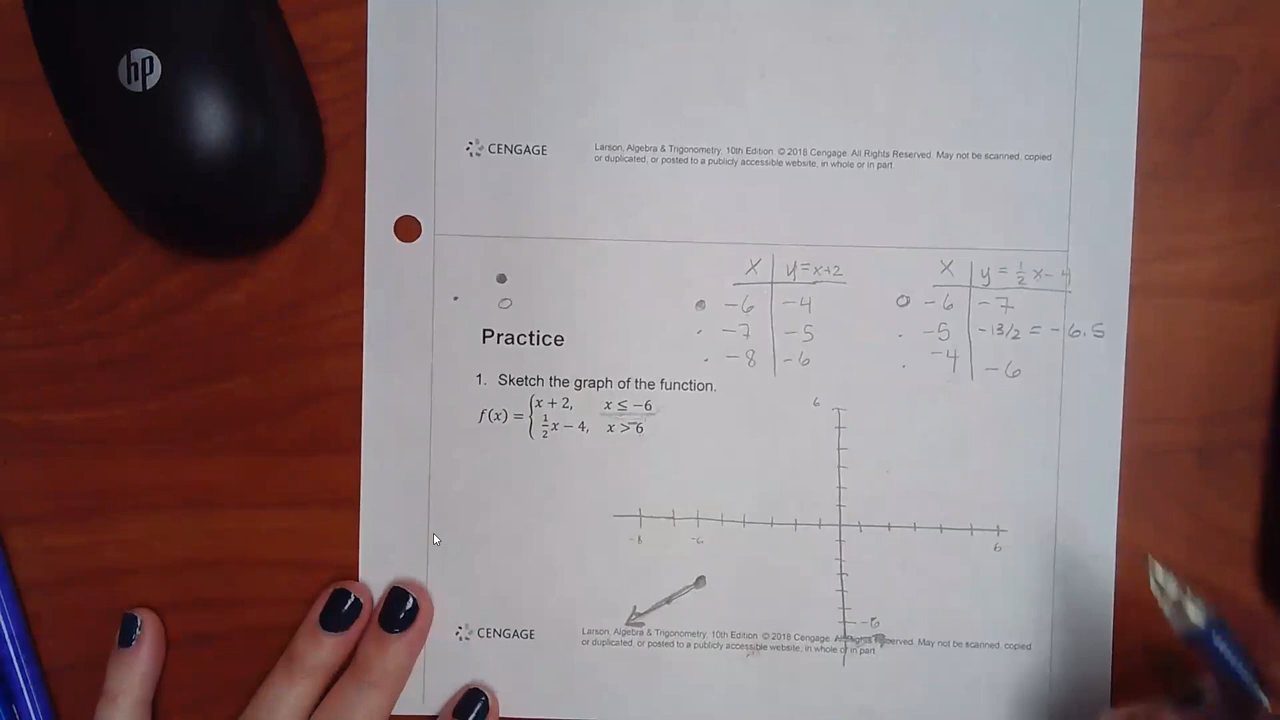 hp
CENGAGE
Larson, Algebra & Trigonometry, 10th Edition. © 2018 Cengage. All Rights Reserved. May not be scanned, copied
or duplicated, or posted to a publicly accessible website, in whole or in part.
x y = x+2
-6 -4
-7 -5
-8 -6
x y = 1/2 x - 4
-6 -7
-5 -13/2 = -6.5
-4 -6
Practice
1. Sketch the graph of the function.
f(x) = { x + 2, x ≤ -6
1/2 x − 4, x > -6
6
-8 -6 6
-6
CENGAGE
Larson, Algebra & Trigonometry, 10th Edition. © 2018 Cengage. All Rights Reserved. May not be scanned, copied
or duplicated, or posted to a publicly accessible website, in whole or in part.